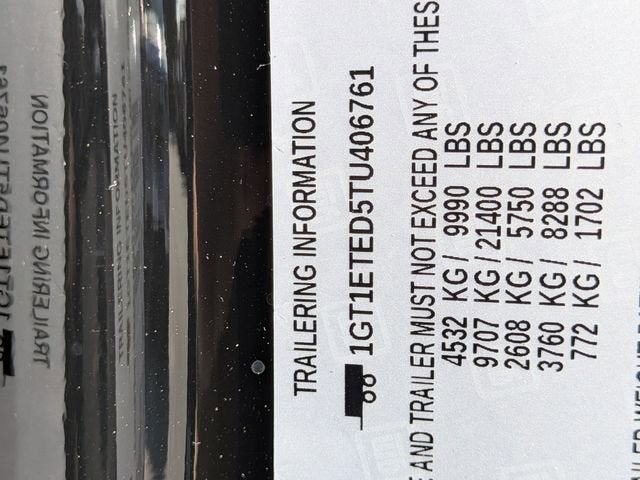 TRAILERING INFORMATION
1GT1ETED5TU406761
AND TRAILER MUST NOT EXCEED ANY OF THES
4532 KG / 9990 LBS
9707 KG / 21400 LBS
2608 KG / 5750 LBS
3760 KG / 8288 LBS
772 KG / 1702 LBS